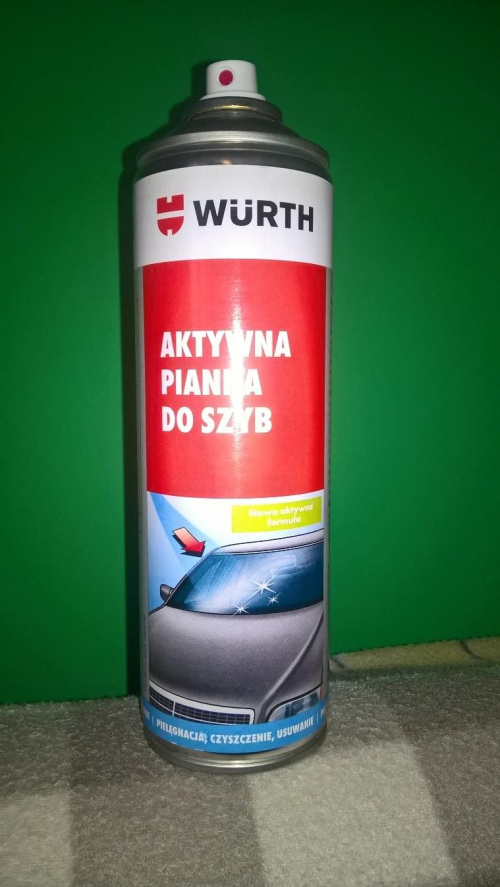 WÜRTH
AKTYWNA
PIANKA
DO SZYB
Nowa aktywna
formuła
| PIELĘGNACJA, CZYSZCZENIE, USUWANIE |